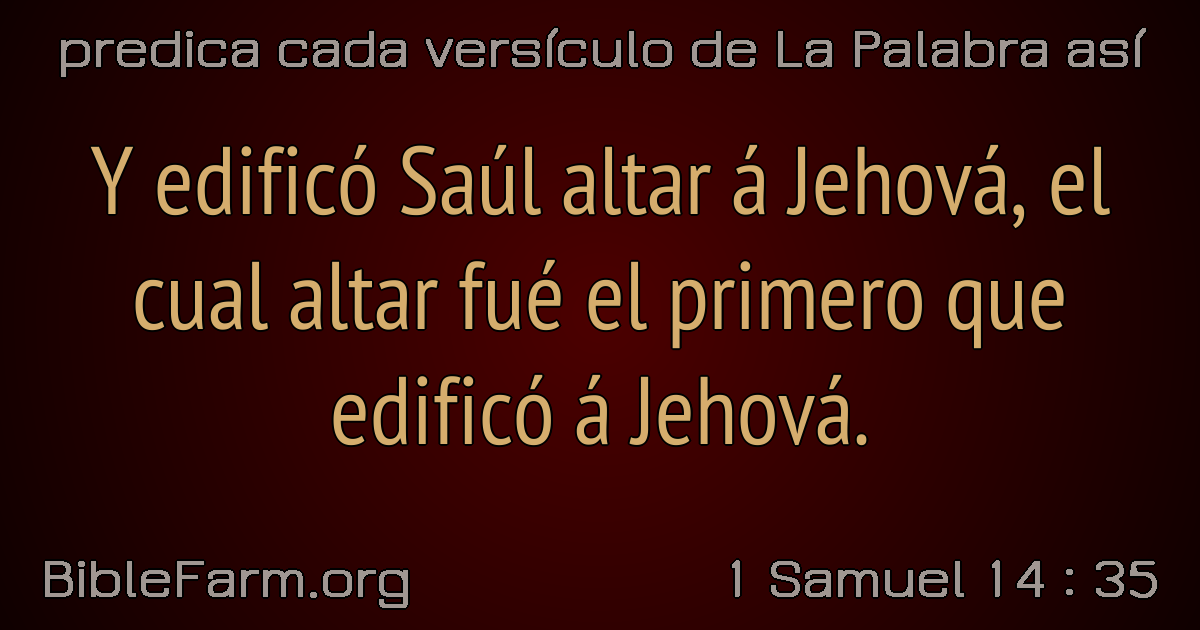 predica cada versículo de La Palabra así
Y edificó Saúl altar á Jehová, el
cual altar fué el primero que
edificó á Jehová.
BibleFarm.org
1 Samuel 14 : 35